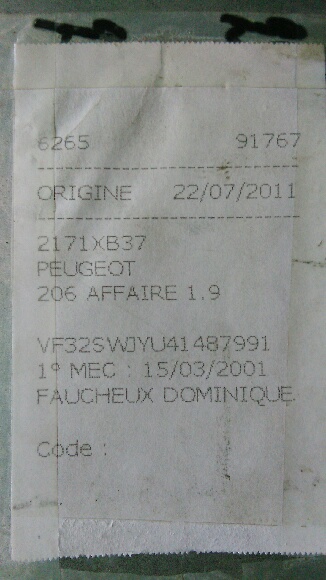 6265 91767
ORIGINE 22/07/2011
2171XB37
PEUGEOT
206 AFFAIRE 1.9
VF32SWJYU41487991
1º MEC : 15/03/2001
FAUCHEUX DOMINIQUE
Code :